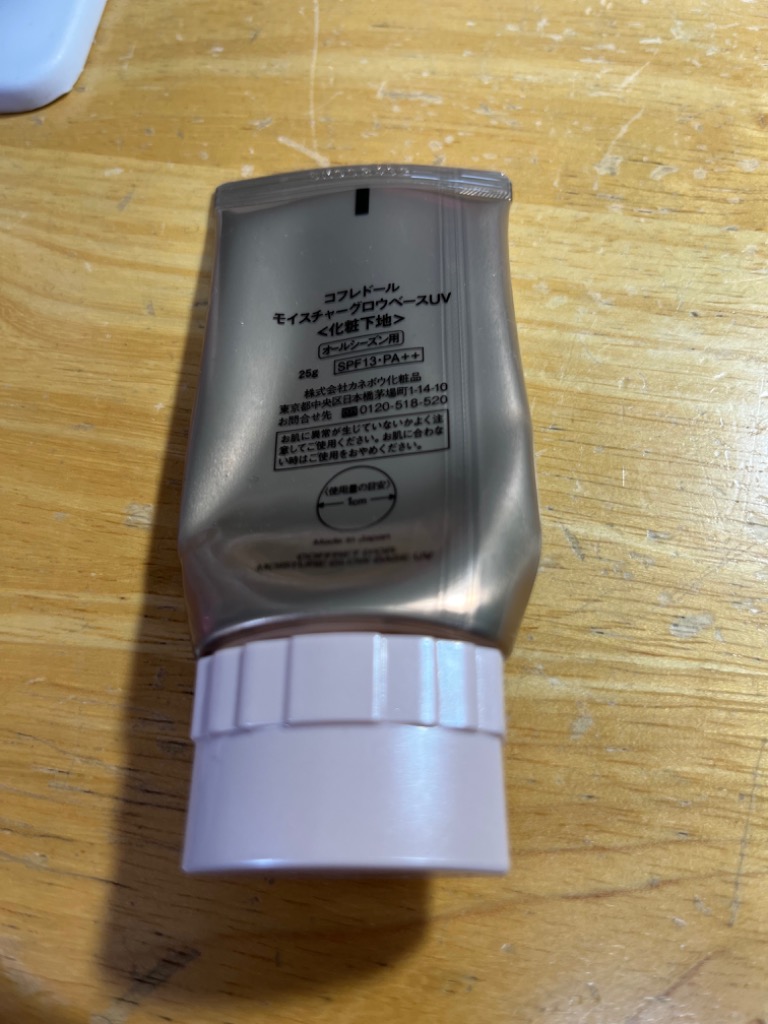 コフレドール
モイスチャーグロウベースUV
<化粧下地>
オールシーズン用
25g SPF13・PA++
株式会社カネボウ化粧品
東京都中央区日本橋茅場町1-14-10
お問合せ先 0120-518-520
お肌に異常が生じていないかよく注
意してご使用ください。お肌に合わな
い時はご使用をおやめください。
(使用量の目安)
1cm
Made in Japan
COFFRET D'OR
MOISTURE GLOW BASE UV